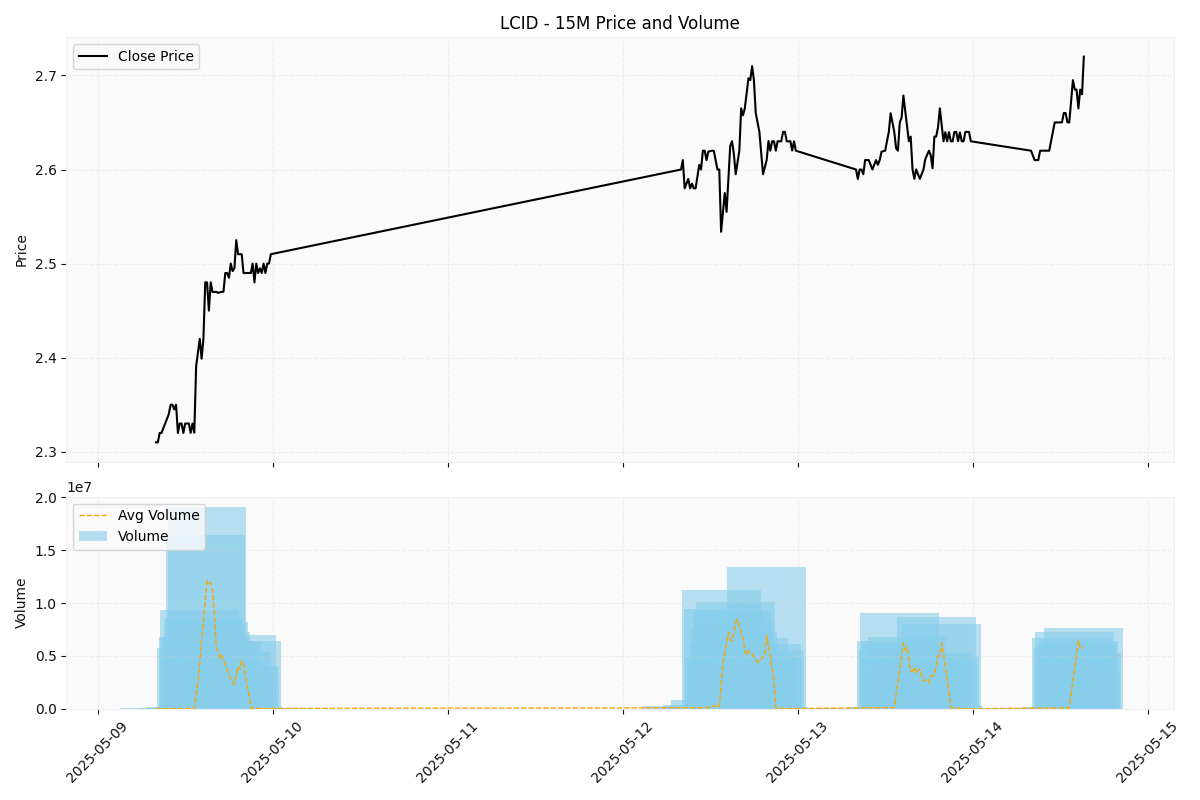 LCID - 15M Price and Volume
Close Price
2.7
2.6
2.5
2.4
2.3
Price
1e7
2.0
1.5
1.0
0.5
0.0
Volume
Avg Volume
Volume
2025-05-09
2025-05-10
2025-05-11
2025-05-12
2025-05-13
2025-05-14
2025-05-15